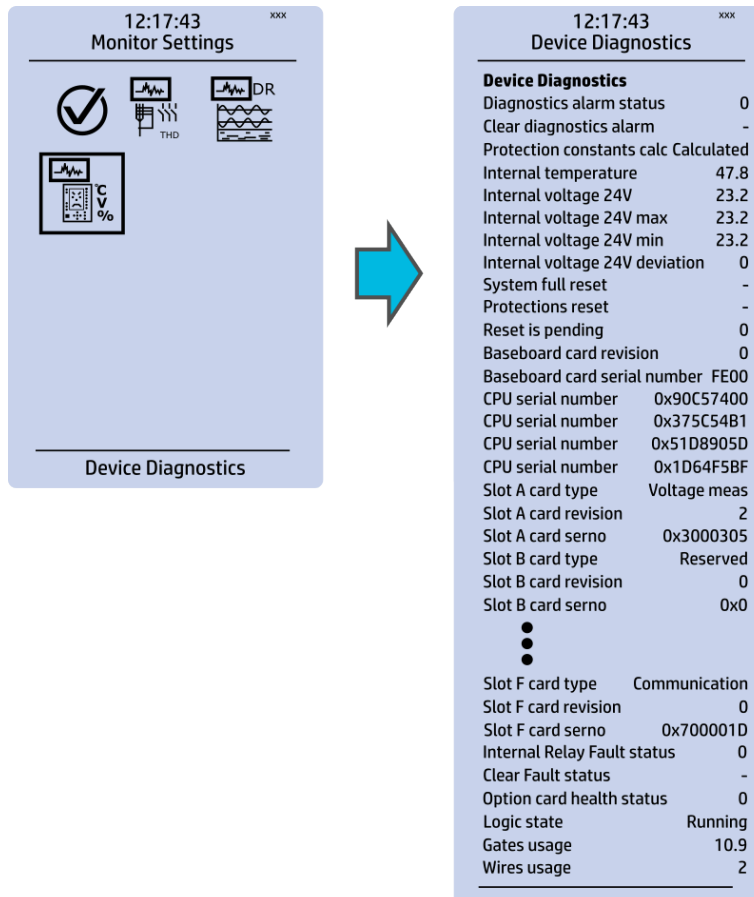 12:17:43 xxx
Monitor Settings
DR
THD
°C
V
%
Device Diagnostics
12:17:43 xxx
Device Diagnostics
Device Diagnostics
Diagnostics alarm status 0
Clear diagnostics alarm -
Protection constants calc Calculated
Internal temperature 47.8
Internal voltage 24V 23.2
Internal voltage 24V max 23.2
Internal voltage 24V min 23.2
Internal voltage 24V deviation 0
System full reset -
Protections reset -
Reset is pending 0
Baseboard card revision 0
Baseboard card serial number FE00
CPU serial number 0x90C57400
CPU serial number 0x375C54B1
CPU serial number 0x51D8905D
CPU serial number 0x1D64F5BF
Slot A card type Voltage meas
Slot A card revision 2
Slot A card serno 0x3000305
Slot B card type Reserved
Slot B card revision 0
Slot B card serno 0x0
Slot F card type Communication
Slot F card revision 0
Slot F card serno 0x700001D
Internal Relay Fault status 0
Clear Fault status -
Option card health status 0
Logic state Running
Gates usage 10.9
Wires usage 2